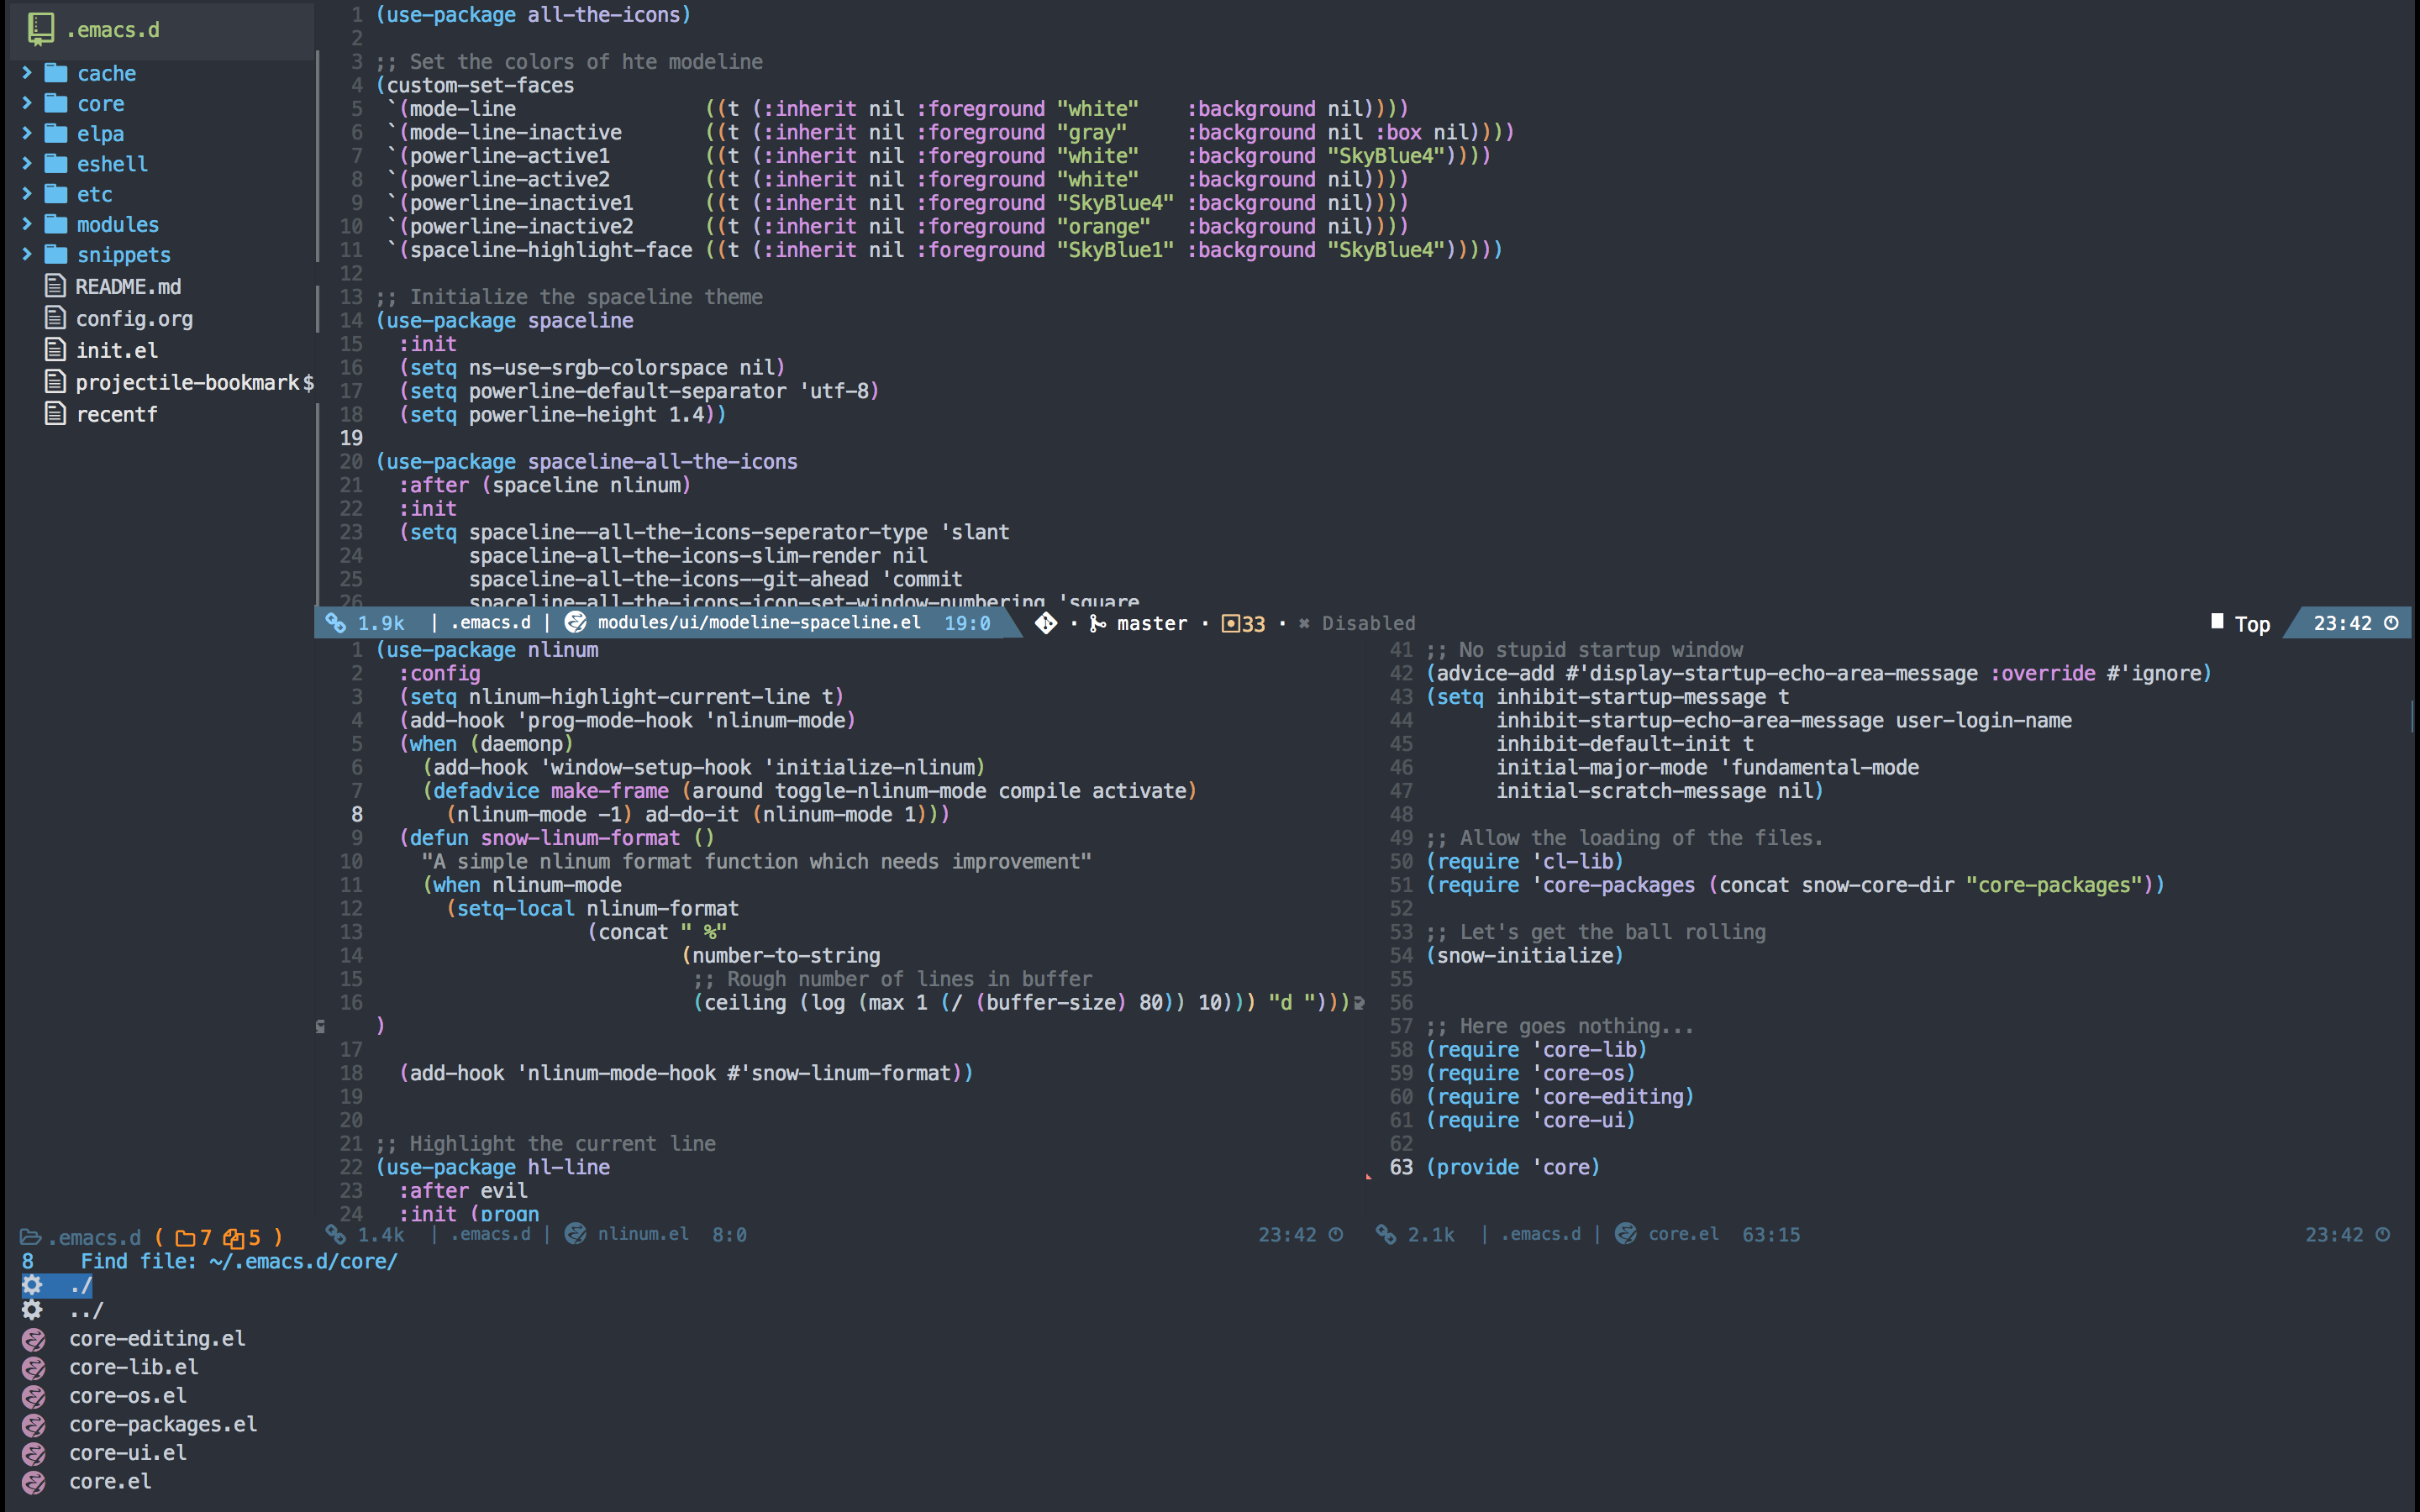 .emacs.d
cache
core
elpa
eshell
etc
modules
snippets
README.md
config.org
init.el
projectile-bookmark$
recentf
1 (use-package all-the-icons)
2
3 ;; Set the colors of hte modeline
4 (custom-set-faces
5  `(mode-line                ((t (:inherit nil :foreground "white"    :background nil))))
6  `(mode-line-inactive       ((t (:inherit nil :foreground "gray"     :background nil :box nil))))
7  `(powerline-active1        ((t (:inherit nil :foreground "white"    :background "SkyBlue4"))))
8  `(powerline-active2        ((t (:inherit nil :foreground "white"    :background nil))))
9  `(powerline-inactive1      ((t (:inherit nil :foreground "SkyBlue4" :background nil))))
10  `(powerline-inactive2      ((t (:inherit nil :foreground "orange"   :background nil))))
11  `(spaceline-highlight-face ((t (:inherit nil :foreground "SkyBlue1" :background "SkyBlue4")))))
12
13 ;; Initialize the spaceline theme
14 (use-package spaceline
15   :init
16   (setq ns-use-srgb-colorspace nil)
17   (setq powerline-default-separator 'utf-8)
18   (setq powerline-height 1.4))
19
20 (use-package spaceline-all-the-icons
21   :after (spaceline nlinum)
22   :init
23   (setq spaceline--all-the-icons-seperator-type 'slant
24         spaceline-all-the-icons-slim-render nil
25         spaceline-all-the-icons--git-ahead 'commit
26         spaceline-all-the-icons-icon-set-window-numbering 'square
1.9k | .emacs.d | modules/ui/modeline-spaceline.el 19:0 · master · 33 · ✖ Disabled Top 23:42
1 (use-package nlinum
2   :config
3   (setq nlinum-highlight-current-line t)
4   (add-hook 'prog-mode-hook 'nlinum-mode)
5   (when (daemonp)
6     (add-hook 'window-setup-hook 'initialize-nlinum)
7     (defadvice make-frame (around toggle-nlinum-mode compile activate)
8       (nlinum-mode -1) ad-do-it (nlinum-mode 1)))
9   (defun snow-linum-format ()
10     "A simple nlinum format function which needs improvement"
11     (when nlinum-mode
12       (setq-local nlinum-format
13                   (concat " %"
14                           (number-to-string
15                            ;; Rough number of lines in buffer
16                            (ceiling (log (max 1 (/ (buffer-size) 80)) 10))) "d ")))
)
17
18   (add-hook 'nlinum-mode-hook #'snow-linum-format))
19
20
21 ;; Highlight the current line
22 (use-package hl-line
23   :after evil
24   :init (progn
1.4k | .emacs.d | nlinum.el 8:0 23:42
41 ;; No stupid startup window
42 (advice-add #'display-startup-echo-area-message :override #'ignore)
43 (setq inhibit-startup-message t
44       inhibit-startup-echo-area-message user-login-name
45       inhibit-default-init t
46       initial-major-mode 'fundamental-mode
47       initial-scratch-message nil)
48
49 ;; Allow the loading of the files.
50 (require 'cl-lib)
51 (require 'core-packages (concat snow-core-dir "core-packages"))
52
53 ;; Let's get the ball rolling
54 (snow-initialize)
55
56
57 ;; Here goes nothing...
58 (require 'core-lib)
59 (require 'core-os)
60 (require 'core-editing)
61 (require 'core-ui)
62
63 (provide 'core)
2.1k | .emacs.d | core.el 63:15 23:42
.emacs.d ( 7 5 )
8    Find file: ~/.emacs.d/core/
./
../
core-editing.el
core-lib.el
core-os.el
core-packages.el
core-ui.el
core.el